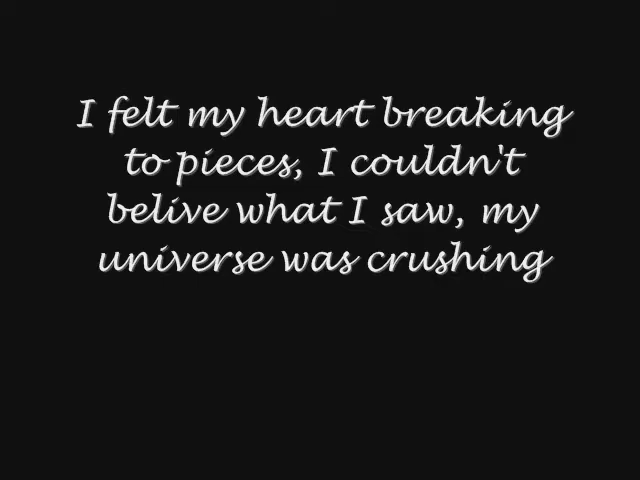 I felt my heart breaking
to pieces, I couldn't
belive what I saw, my
universe was crushing